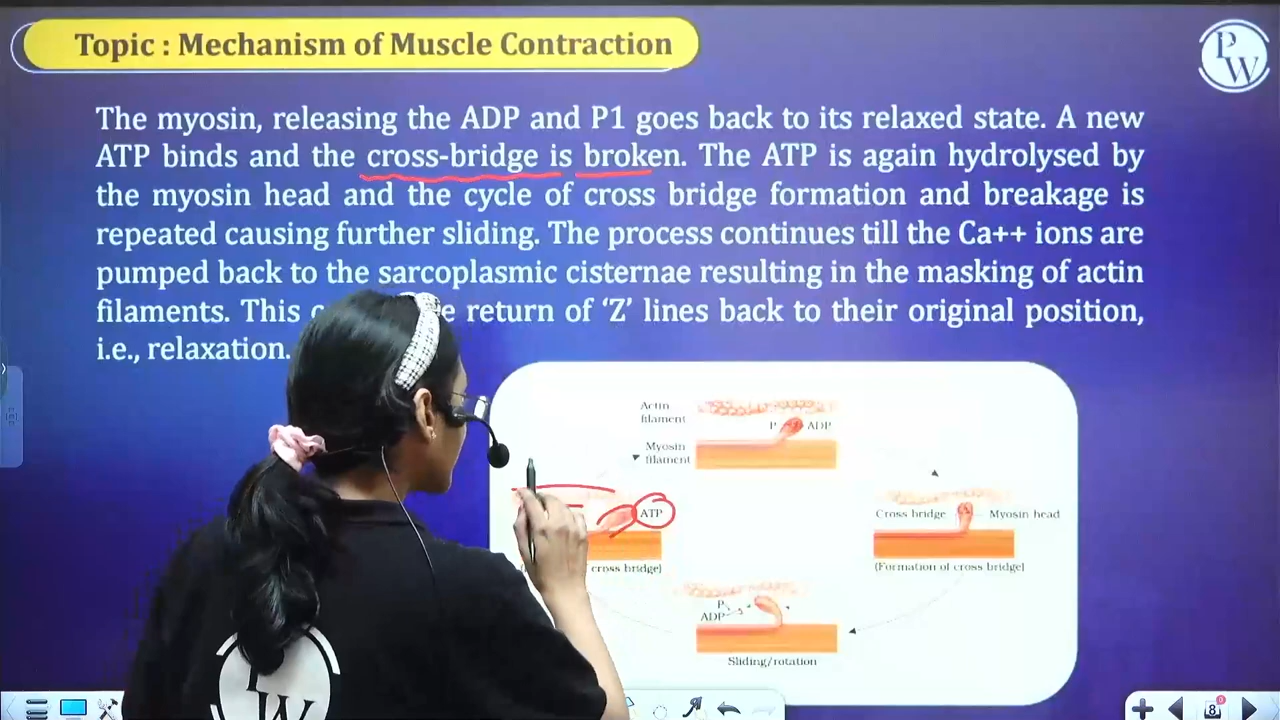 Topic : Mechanism of Muscle Contraction
PW
The myosin, releasing the ADP and P1 goes back to its relaxed state. A new
ATP binds and the cross-bridge is broken. The ATP is again hydrolysed by
the myosin head and the cycle of cross bridge formation and breakage is
repeated causing further sliding. The process continues till the Ca++ ions are
pumped back to the sarcoplasmic cisternae resulting in the masking of actin
filaments. This return of ‘Z’ lines back to their original position,
i.e., relaxation.
Actin
filament
P ADP
Myosin
filament
ATP
cross bridge)
Cross bridge Myosin head
(Formation of cross bridge)
P
ADP
Sliding/rotation
PW
8